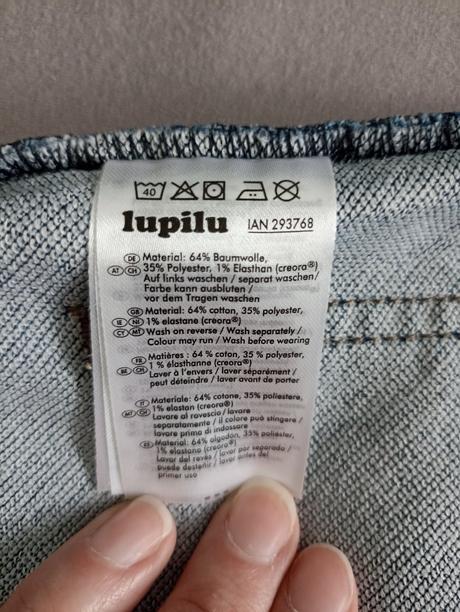 40
lupilu IAN 293768
DE Material: 64% Baumwolle,
AT CH 35% Polyester, 1% Elasthan (creora®)
Auf links waschen / separat waschen /
Farbe kann ausbluten /
vor dem Tragen waschen
GB Material: 64% cotton, 35% polyester,
IE NI 1% elastane (creora®)
CY MT Wash on reverse / Wash separately /
Colour may run / Wash before wearing
FR Matières : 64 % coton, 35 % polyester,
BE CH 1 % élasthanne (creora®)
Laver à l'envers / laver séparément /
peut déteindre / laver avant de porter
IT Materiale: 64% cotone, 35% poliestere,
MT CH 1% elastan (creora®)
Lavare al rovescio / lavare
separatamente / il colore può stingere /
lavare prima di indossare
ES Material: 64% algodón, 35% poliéster,
1% elastano (creora®)
Lavar del revés / lavar por separado /
puede desteñir / lavar antes del
primer uso